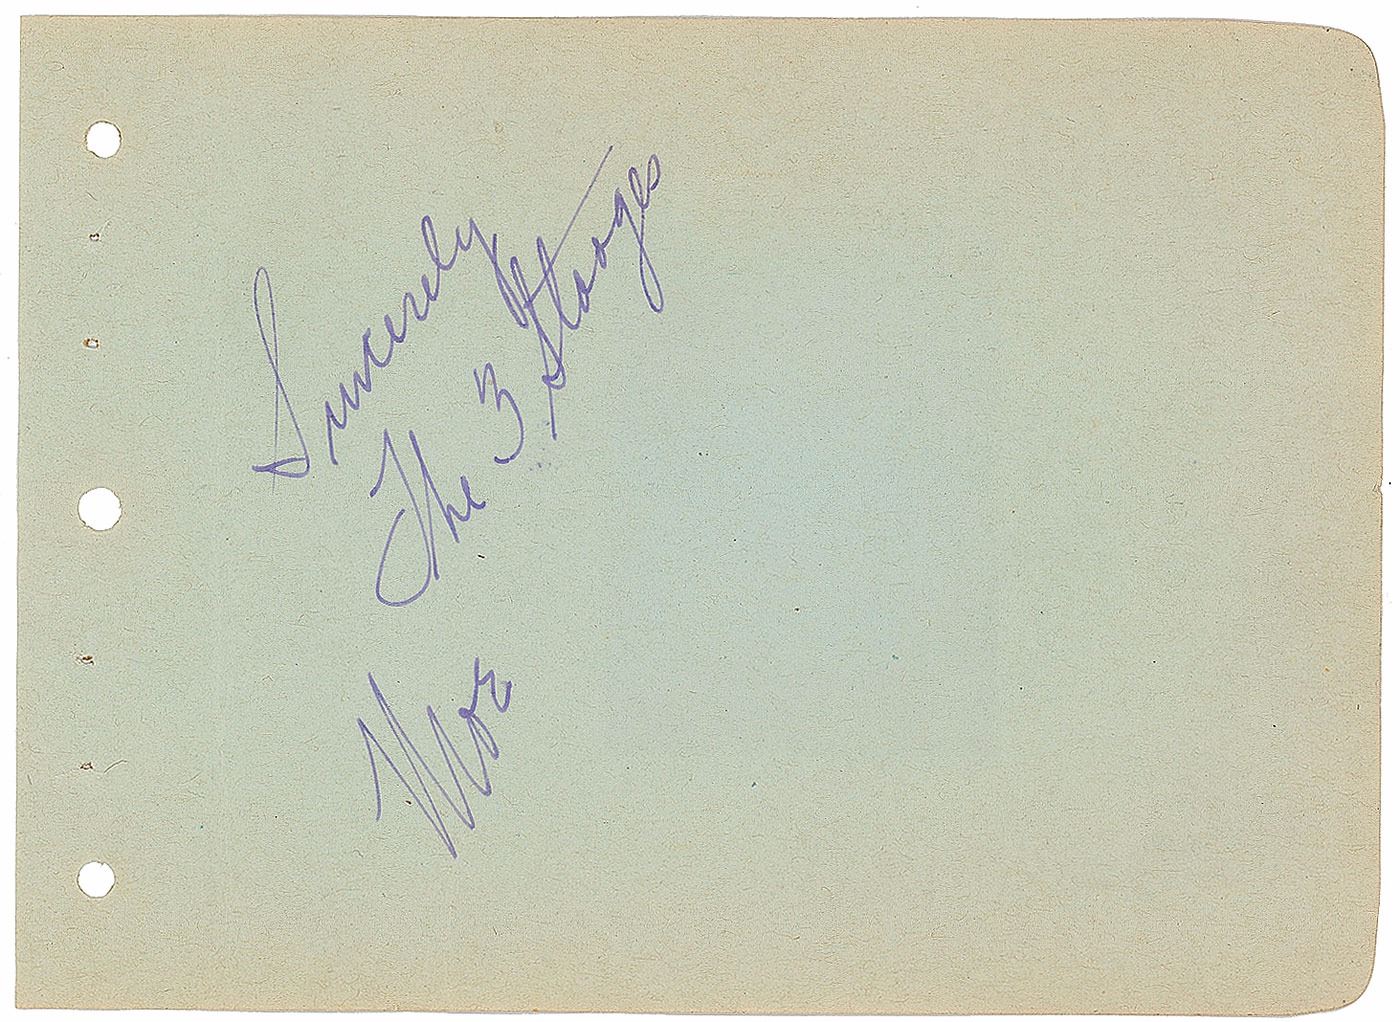 Sincerely
The 3 Stooges
Moe